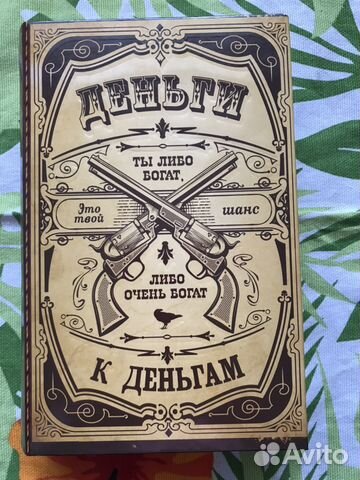 ДЕНЬГИ
ТЫ ЛИБО
БОГАТ,
Это
твой
шанс
ЛИБО
ОЧЕНЬ БОГАТ
К ДЕНЬГАМ
Avito